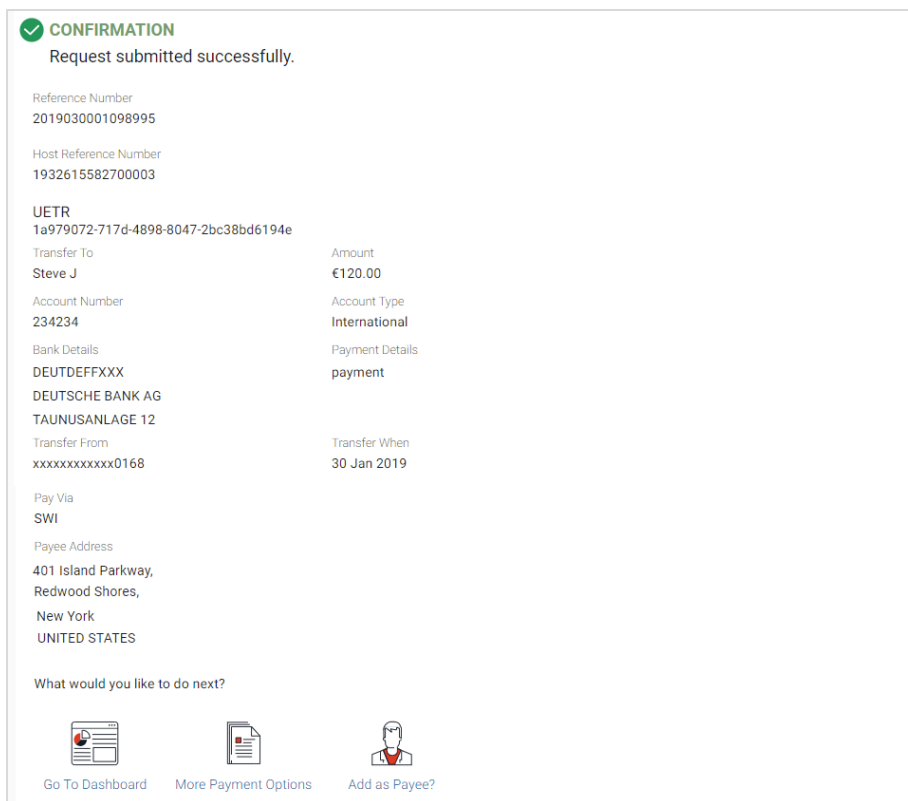 CONFIRMATION
Request submitted successfully.
Reference Number
2019030001098995
Host Reference Number
1932615582700003
UETR
1a979072-717d-4898-8047-2bc38bd6194e
Transfer To Amount
Steve J €120.00
Account Number Account Type
234234 International
Bank Details Payment Details
DEUTDEFFXXX payment
DEUTSCHE BANK AG
TAUNUSANLAGE 12
Transfer From Transfer When
xxxxxxxxxxxx0168 30 Jan 2019
Pay Via
SWI
Payee Address
401 Island Parkway,
Redwood Shores,
New York
UNITED STATES
What would you like to do next?
Go To Dashboard More Payment Options Add as Payee?